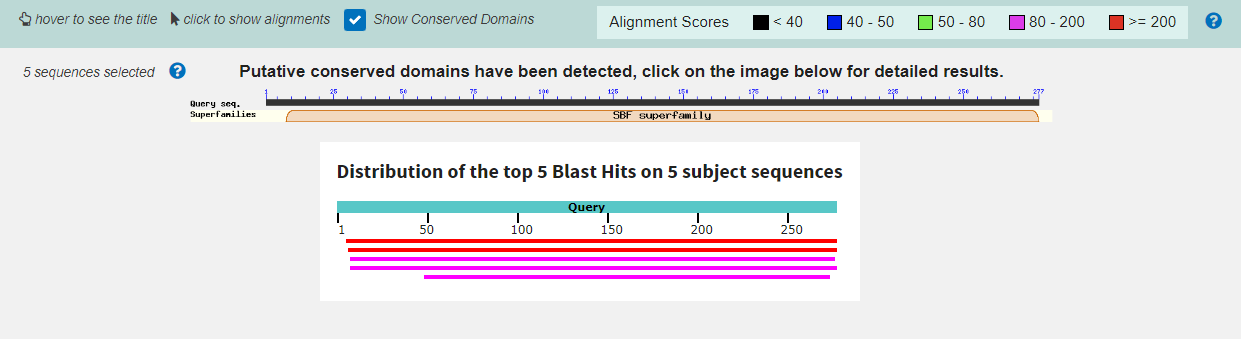 hover to see the title click to show alignments Show Conserved Domains Alignment Scores < 40 40 - 50 50 - 80 80 - 200 >= 200 ?
5 sequences selected ? Putative conserved domains have been detected, click on the image below for detailed results.
1 25 50 75 100 125 150 175 200 225 250 277
Query seq.
Superfamilies SBF superfamily
Distribution of the top 5 Blast Hits on 5 subject sequences
Query
1 50 100 150 200 250